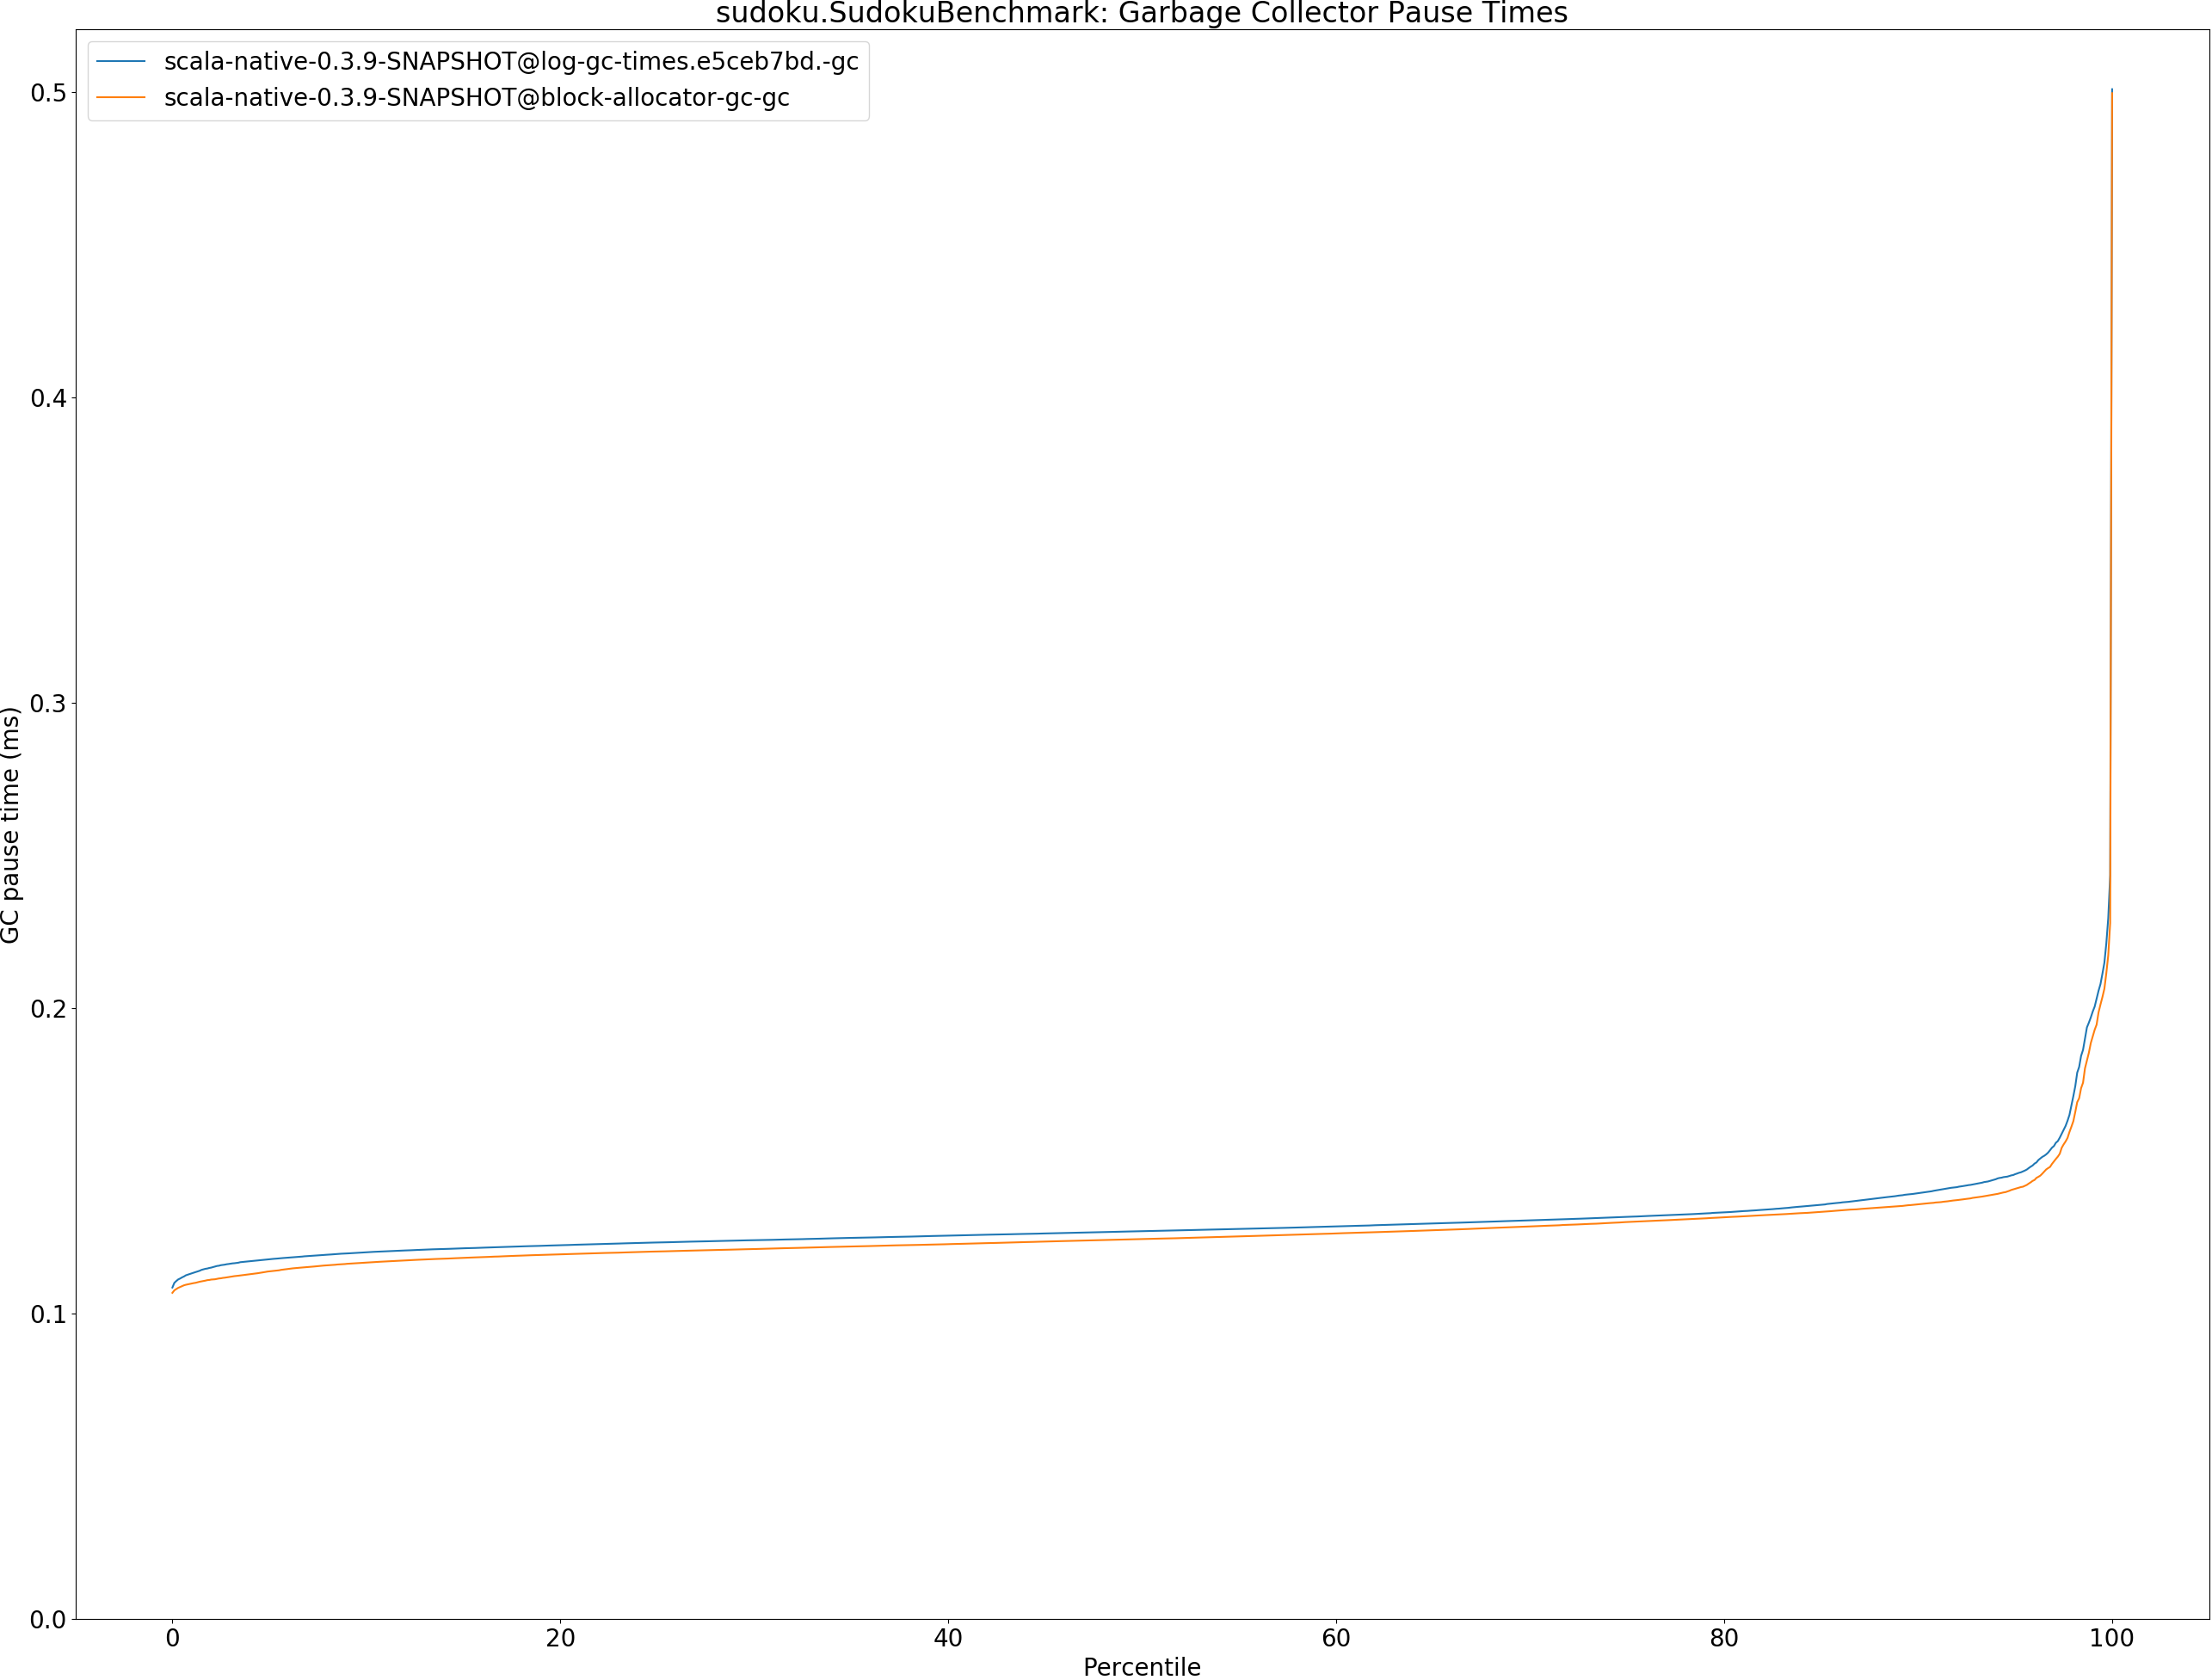 sudoku.SudokuBenchmark: Garbage Collector Pause Times
scala-native-0.3.9-SNAPSHOT@log-gc-times.e5ceb7bd.-gc
scala-native-0.3.9-SNAPSHOT@block-allocator-gc-gc
0.5
0.4
0.3
0.2
0.1
0.0
GC pause time (ms)
0 20 40 60 80 100
Percentile